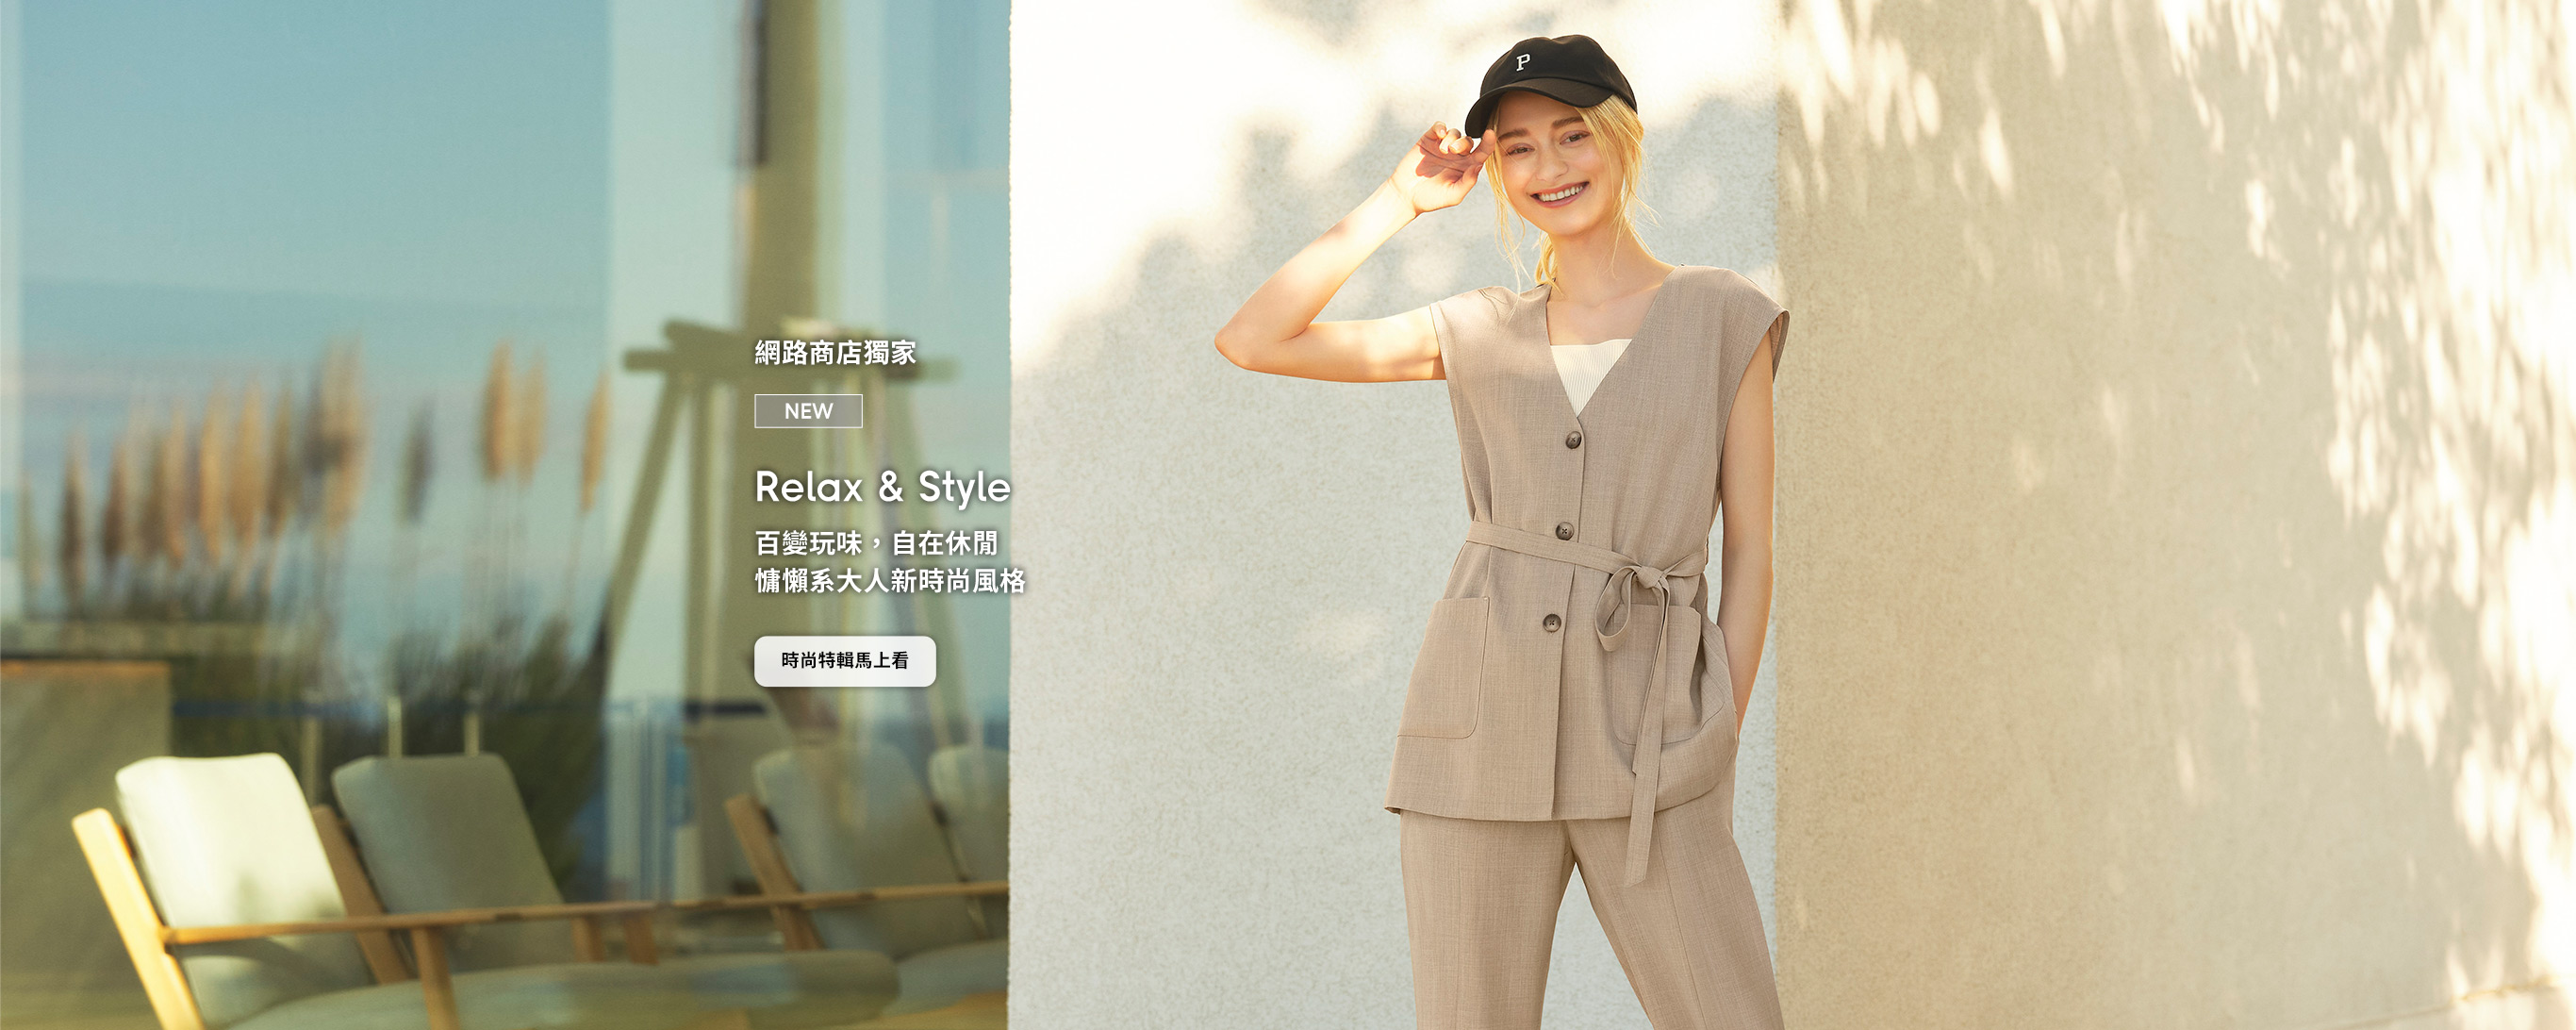 P
網路商店獨家
NEW
Relax & Style
百變玩味，自在休閒
慵懶系大人新時尚風格
時尚特輯馬上看